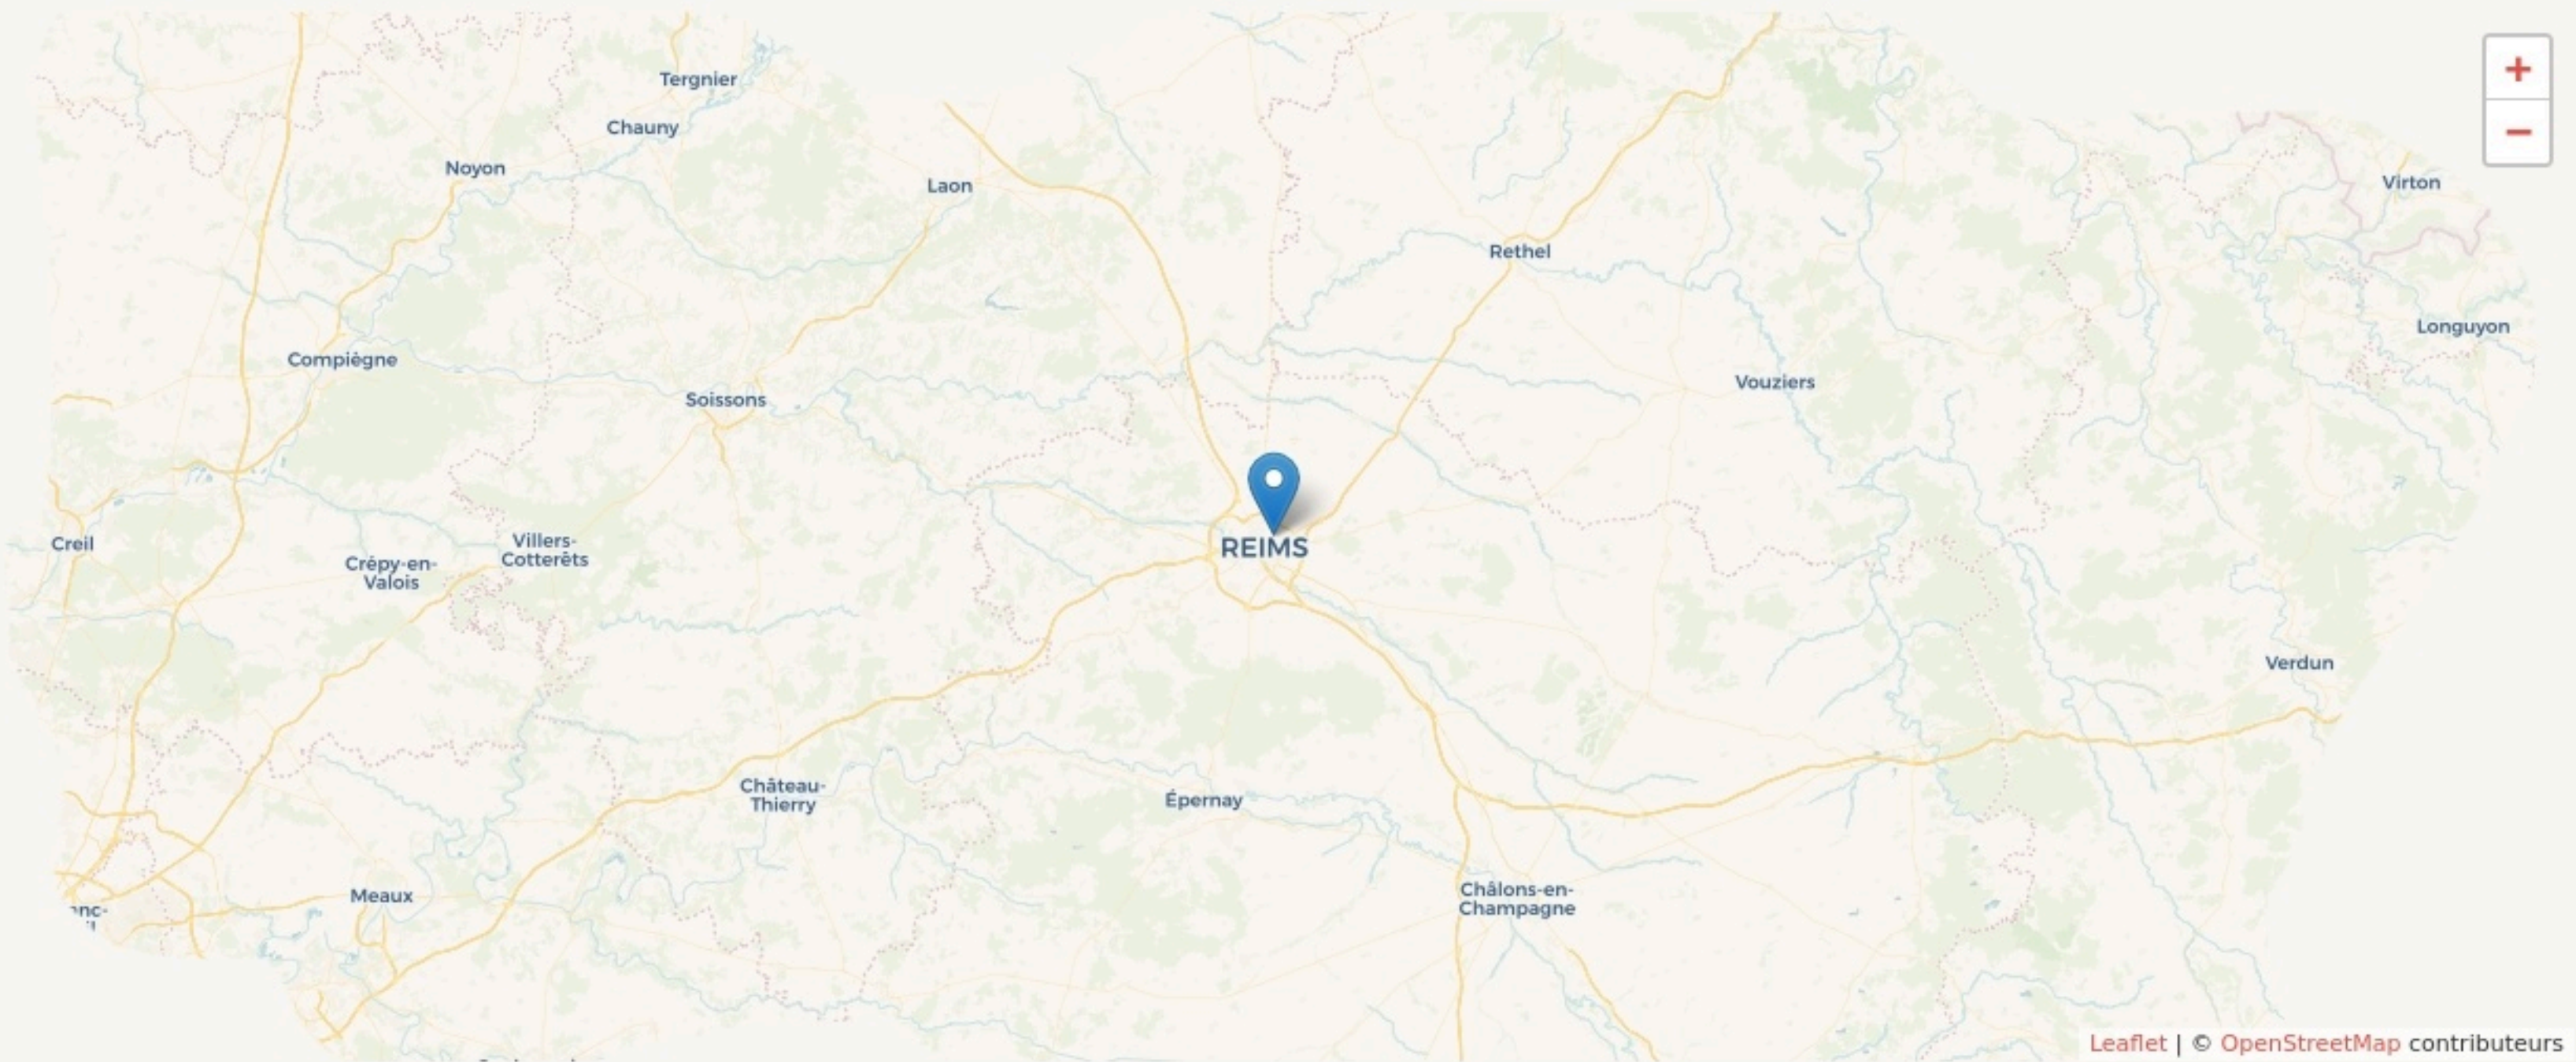 +
−
Tergnier
Chauny
Noyon
Laon
Virton
Rethel
Longuyon
Compiègne
Vouziers
Soissons
Creil
Villers-
Cotterêts
Crépy-en-
Valois
REIMS
Verdun
Château-
Thierry
Épernay
Meaux
Châlons-en-
Champagne
Leaflet | © OpenStreetMap contributeurs